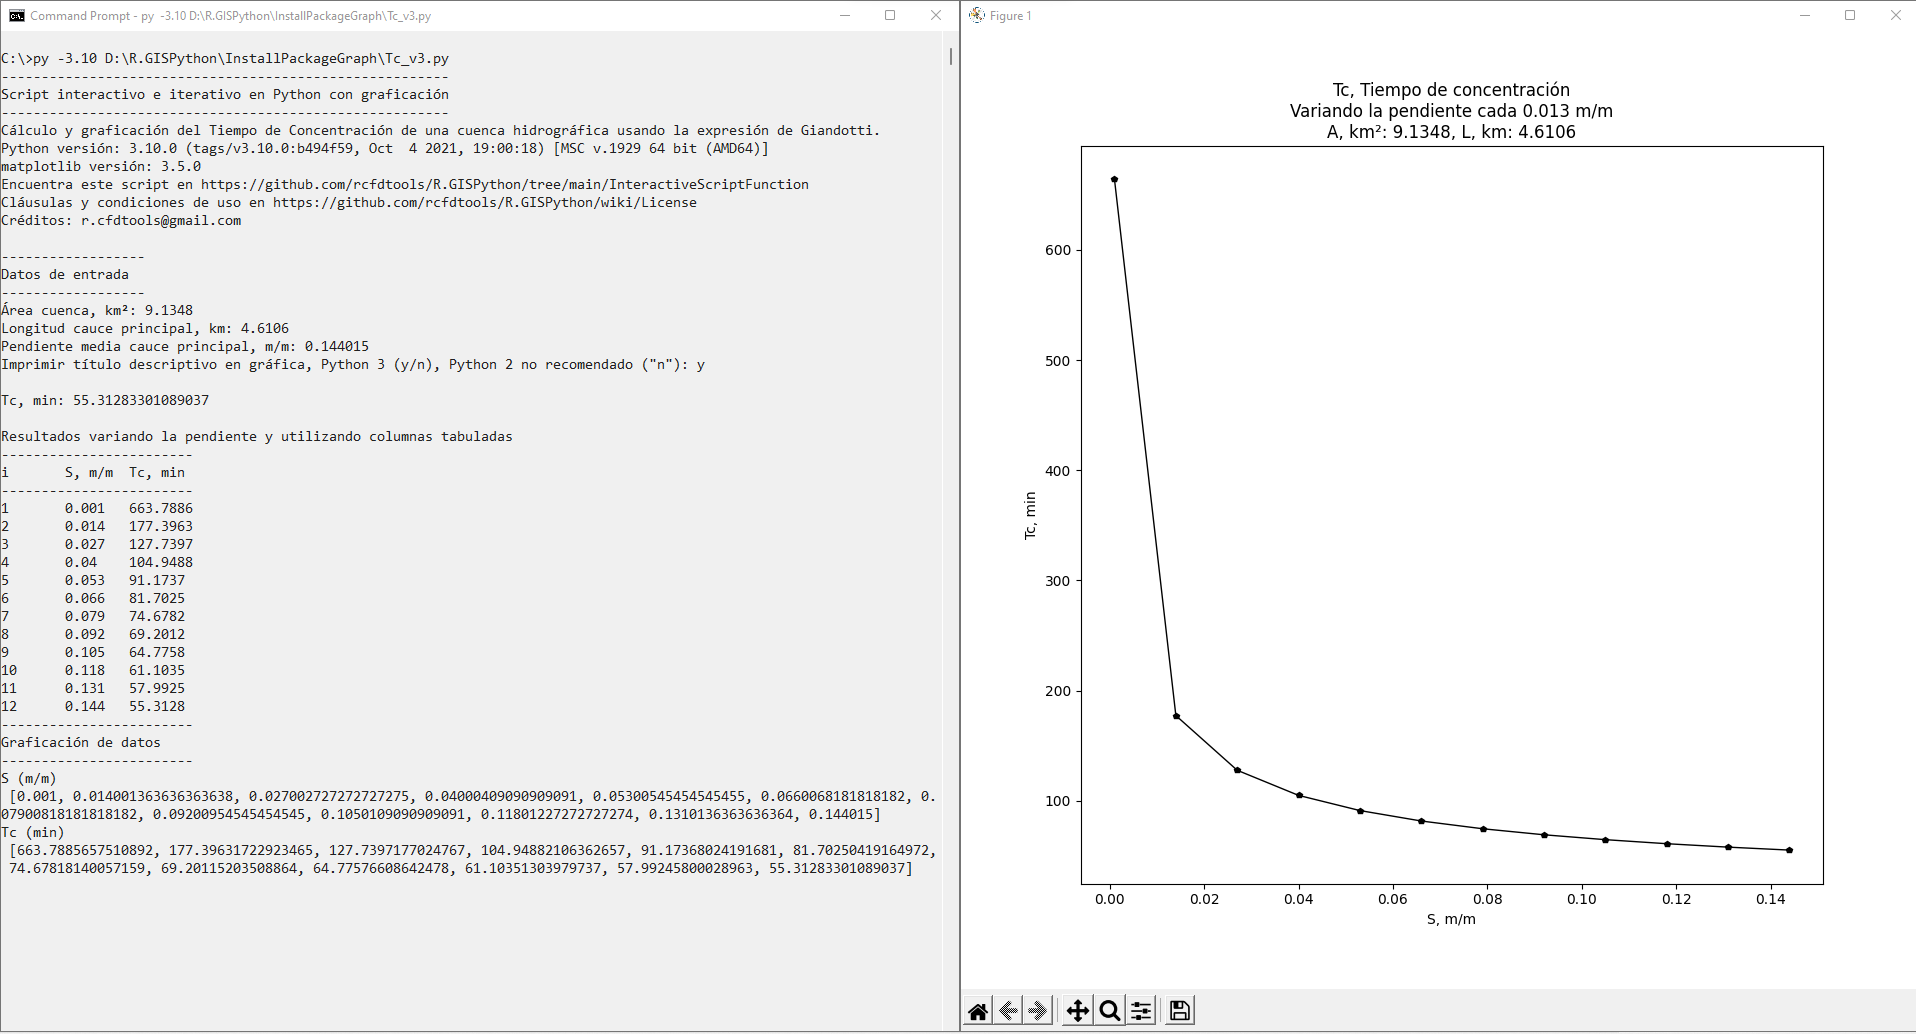 Command Prompt - py  -3.10 D:\R.GISPython\InstallPackageGraph\Tc_v3.py
C:\>py -3.10 D:\R.GISPython\InstallPackageGraph\Tc_v3.py
--------------------------------------------------------
Script interactivo e iterativo en Python con graficación
--------------------------------------------------------
Cálculo y graficación del Tiempo de Concentración de una cuenca hidrográfica usando la expresión de Giandotti.
Python versión: 3.10.0 (tags/v3.10.0:b494f59, Oct  4 2021, 19:00:18) [MSC v.1929 64 bit (AMD64)]
matplotlib versión: 3.5.0
Encuentra este script en https://github.com/rcfdtools/R.GISPython/tree/main/InteractiveScriptFunction
Cláusulas y condiciones de uso en https://github.com/rcfdtools/R.GISPython/wiki/License
Créditos: r.cfdtools@gmail.com
------------------
Datos de entrada
------------------
Área cuenca, km²: 9.1348
Longitud cauce principal, km: 4.6106
Pendiente media cauce principal, m/m: 0.144015
Imprimir título descriptivo en gráfica, Python 3 (y/n), Python 2 no recomendado ("n"): y
Tc, min: 55.31283301089037
Resultados variando la pendiente y utilizando columnas tabuladas
------------------------
i       S, m/m  Tc, min
------------------------
1       0.001   663.7886
2       0.014   177.3963
3       0.027   127.7397
4       0.04    104.9488
5       0.053   91.1737
6       0.066   81.7025
7       0.079   74.6782
8       0.092   69.2012
9       0.105   64.7758
10      0.118   61.1035
11      0.131   57.9925
12      0.144   55.3128
------------------------
Graficación de datos
------------------------
S (m/m)
[0.001, 0.014001363636363638, 0.027002727272727275, 0.04000409090909091, 0.05300545454545455, 0.0660068181818182, 0.
07900818181818182, 0.09200954545454545, 0.1050109090909091, 0.11801227272727274, 0.1310136363636364, 0.144015]
Tc (min)
[663.7885657510892, 177.39631722923465, 127.7397177024767, 104.94882106362657, 91.17368024191681, 81.70250419164972,
74.67818140057159, 69.20115203508864, 64.77576608642478, 61.10351303979737, 57.99245800028963, 55.31283301089037]
Figure 1
Tc, Tiempo de concentración
Variando la pendiente cada 0.013 m/m
A, km²: 9.1348, L, km: 4.6106
600
500
400
300
200
100
Tc, min
0.00 0.02 0.04 0.06 0.08 0.10 0.12 0.14
S, m/m